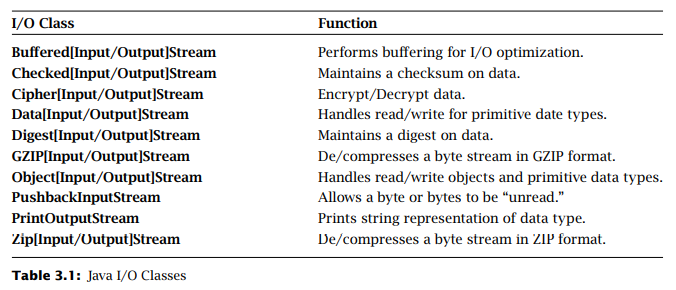 I/O Class Function
Buffered[Input/Output]Stream Performs buffering for I/O optimization.
Checked[Input/Output]Stream Maintains a checksum on data.
Cipher[Input/Output]Stream Encrypt/Decrypt data.
Data[Input/Output]Stream Handles read/write for primitive date types.
Digest[Input/Output]Stream Maintains a digest on data.
GZIP[Input/Output]Stream De/compresses a byte stream in GZIP format.
Object[Input/Output]Stream Handles read/write objects and primitive data types.
PushbackInputStream Allows a byte or bytes to be “unread.”
PrintOutputStream Prints string representation of data type.
Zip[Input/Output]Stream De/compresses a byte stream in ZIP format.
Table 3.1: Java I/O Classes